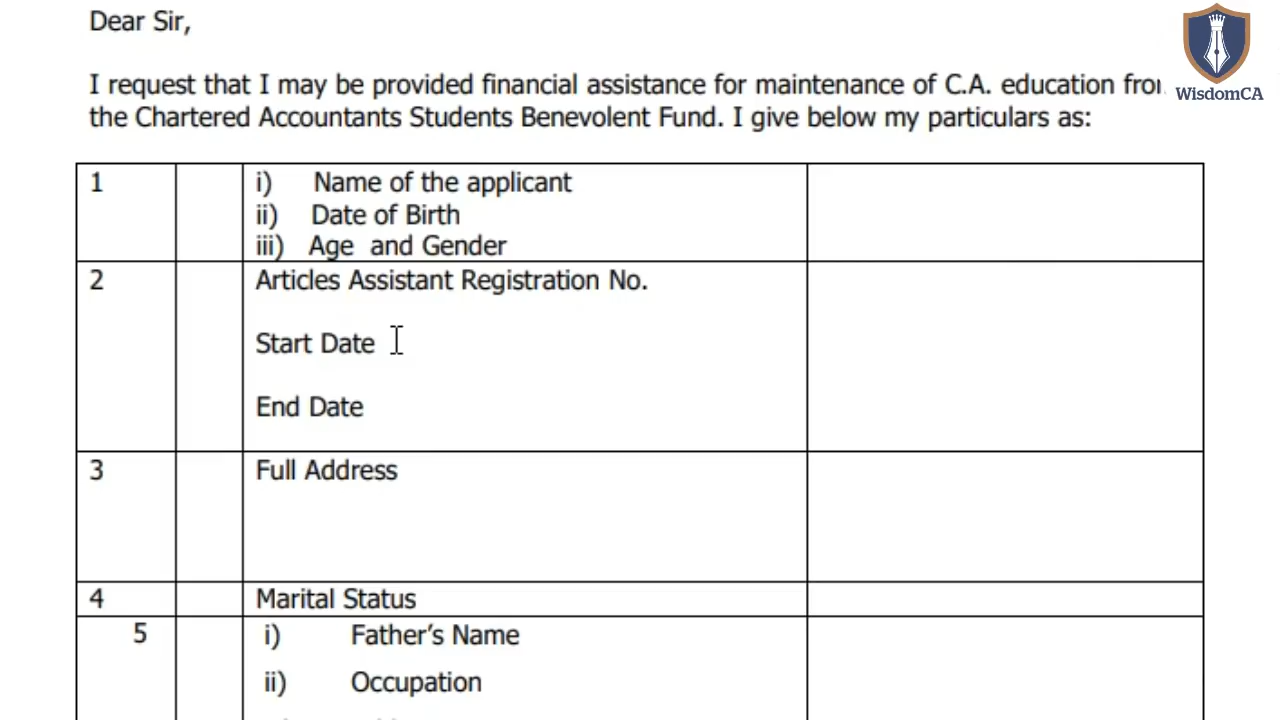 Dear Sir,
I request that I may be provided financial assistance for maintenance of C.A. education from
the Chartered Accountants Students Benevolent Fund. I give below my particulars as:
WisdomCA
1 i) Name of the applicant
ii) Date of Birth
iii) Age and Gender
2 Articles Assistant Registration No.
Start Date
End Date
3 Full Address
4 Marital Status
5 i) Father's Name
ii) Occupation